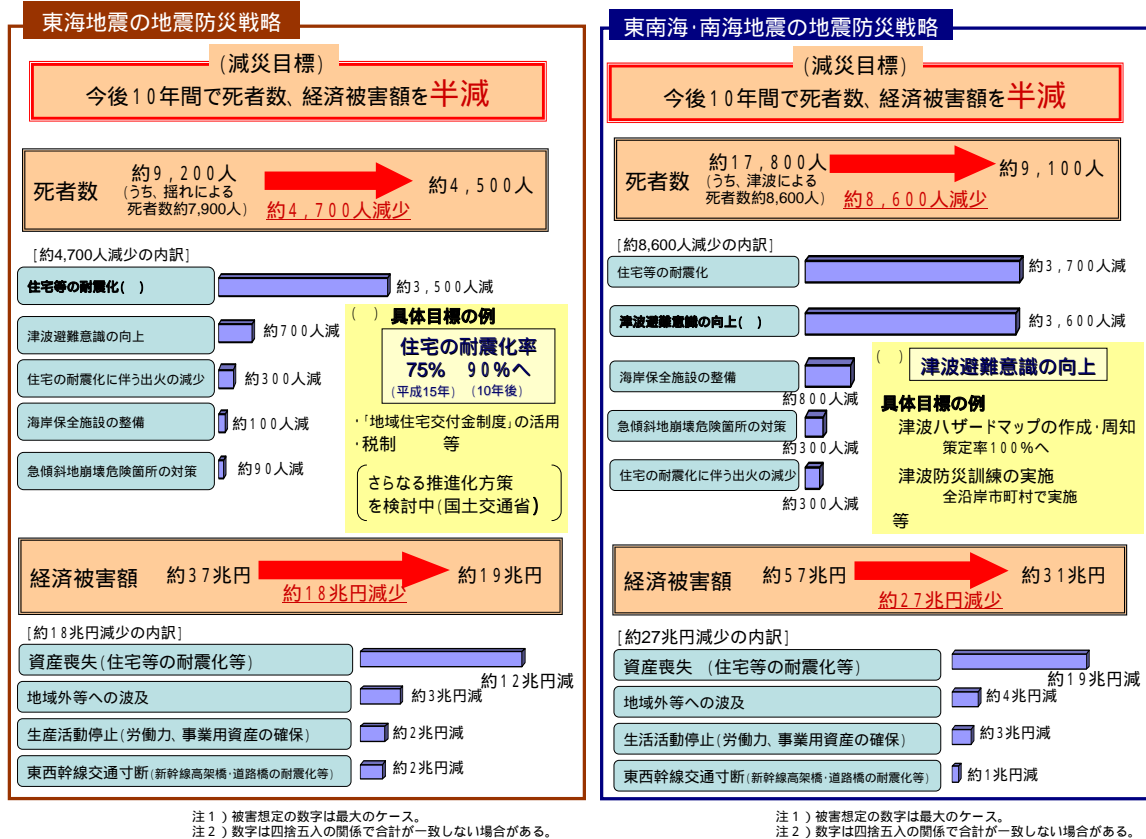 東海地震の地震防災戦略
(減災目標)
今後10年間で死者数、経済被害額を半減
死者数
約9,200人
(うち、揺れによる
死者数約7,900人)
約4,700人減少
約4,500人
[約4,700人減少の内訳]
住宅等の耐震化( )
約3,500人減
津波避難意識の向上
約700人減
住宅の耐震化に伴う出火の減少
約300人減
海岸保全施設の整備
約100人減
急傾斜地崩壊危険箇所の対策
約90人減
( ) 具体目標の例
住宅の耐震化率
75% 90%へ
(平成15年) (10年後)
・「地域住宅交付金制度」の活用
・税制 等
さらなる推進化方策
を検討中(国土交通省)
経済被害額
約37兆円
約18兆円減少
約19兆円
[約18兆円減少の内訳]
資産喪失(住宅等の耐震化等)
約12兆円減
地域外等への波及
約3兆円減
生産活動停止(労働力、事業用資産の確保)
約2兆円減
東西幹線交通寸断(新幹線高架橋・道路橋の耐震化等)
約2兆円減
注1)被害想定の数字は最大のケース。
注2)数字は四捨五入の関係で合計が一致しない場合がある。
東南海・南海地震の地震防災戦略
(減災目標)
今後10年間で死者数、経済被害額を半減
死者数
約17,800人
(うち、津波による
死者数約8,600人)
約8,600人減少
約9,100人
[約8,600人減少の内訳]
住宅等の耐震化
約3,700人減
津波避難意識の向上( )
約3,600人減
海岸保全施設の整備
約800人減
急傾斜地崩壊危険箇所の対策
約300人減
住宅の耐震化に伴う出火の減少
約300人減
( ) 津波避難意識の向上
具体目標の例
津波ハザードマップの作成・周知
策定率100%へ
津波防災訓練の実施
全沿岸市町村で実施
等
経済被害額
約57兆円
約27兆円減少
約31兆円
[約27兆円減少の内訳]
資産喪失 (住宅等の耐震化等)
約19兆円減
地域外等への波及
約4兆円減
生活活動停止(労働力、事業用資産の確保)
約3兆円減
東西幹線交通寸断(新幹線高架橋・道路橋の耐震化等)
約1兆円減
注1)被害想定の数字は最大のケース。
注2)数字は四捨五入の関係で合計が一致しない場合がある。